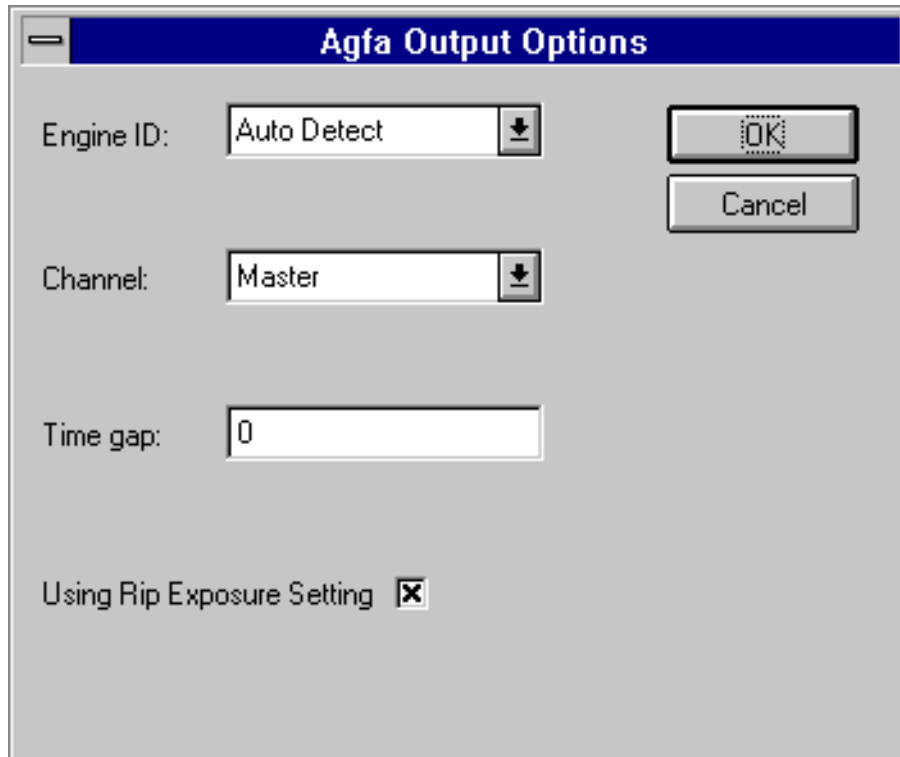 Agfa Output Options
Engine ID: Auto Detect
OK
Cancel
Channel: Master
Time gap: 0
Using Rip Exposure Setting